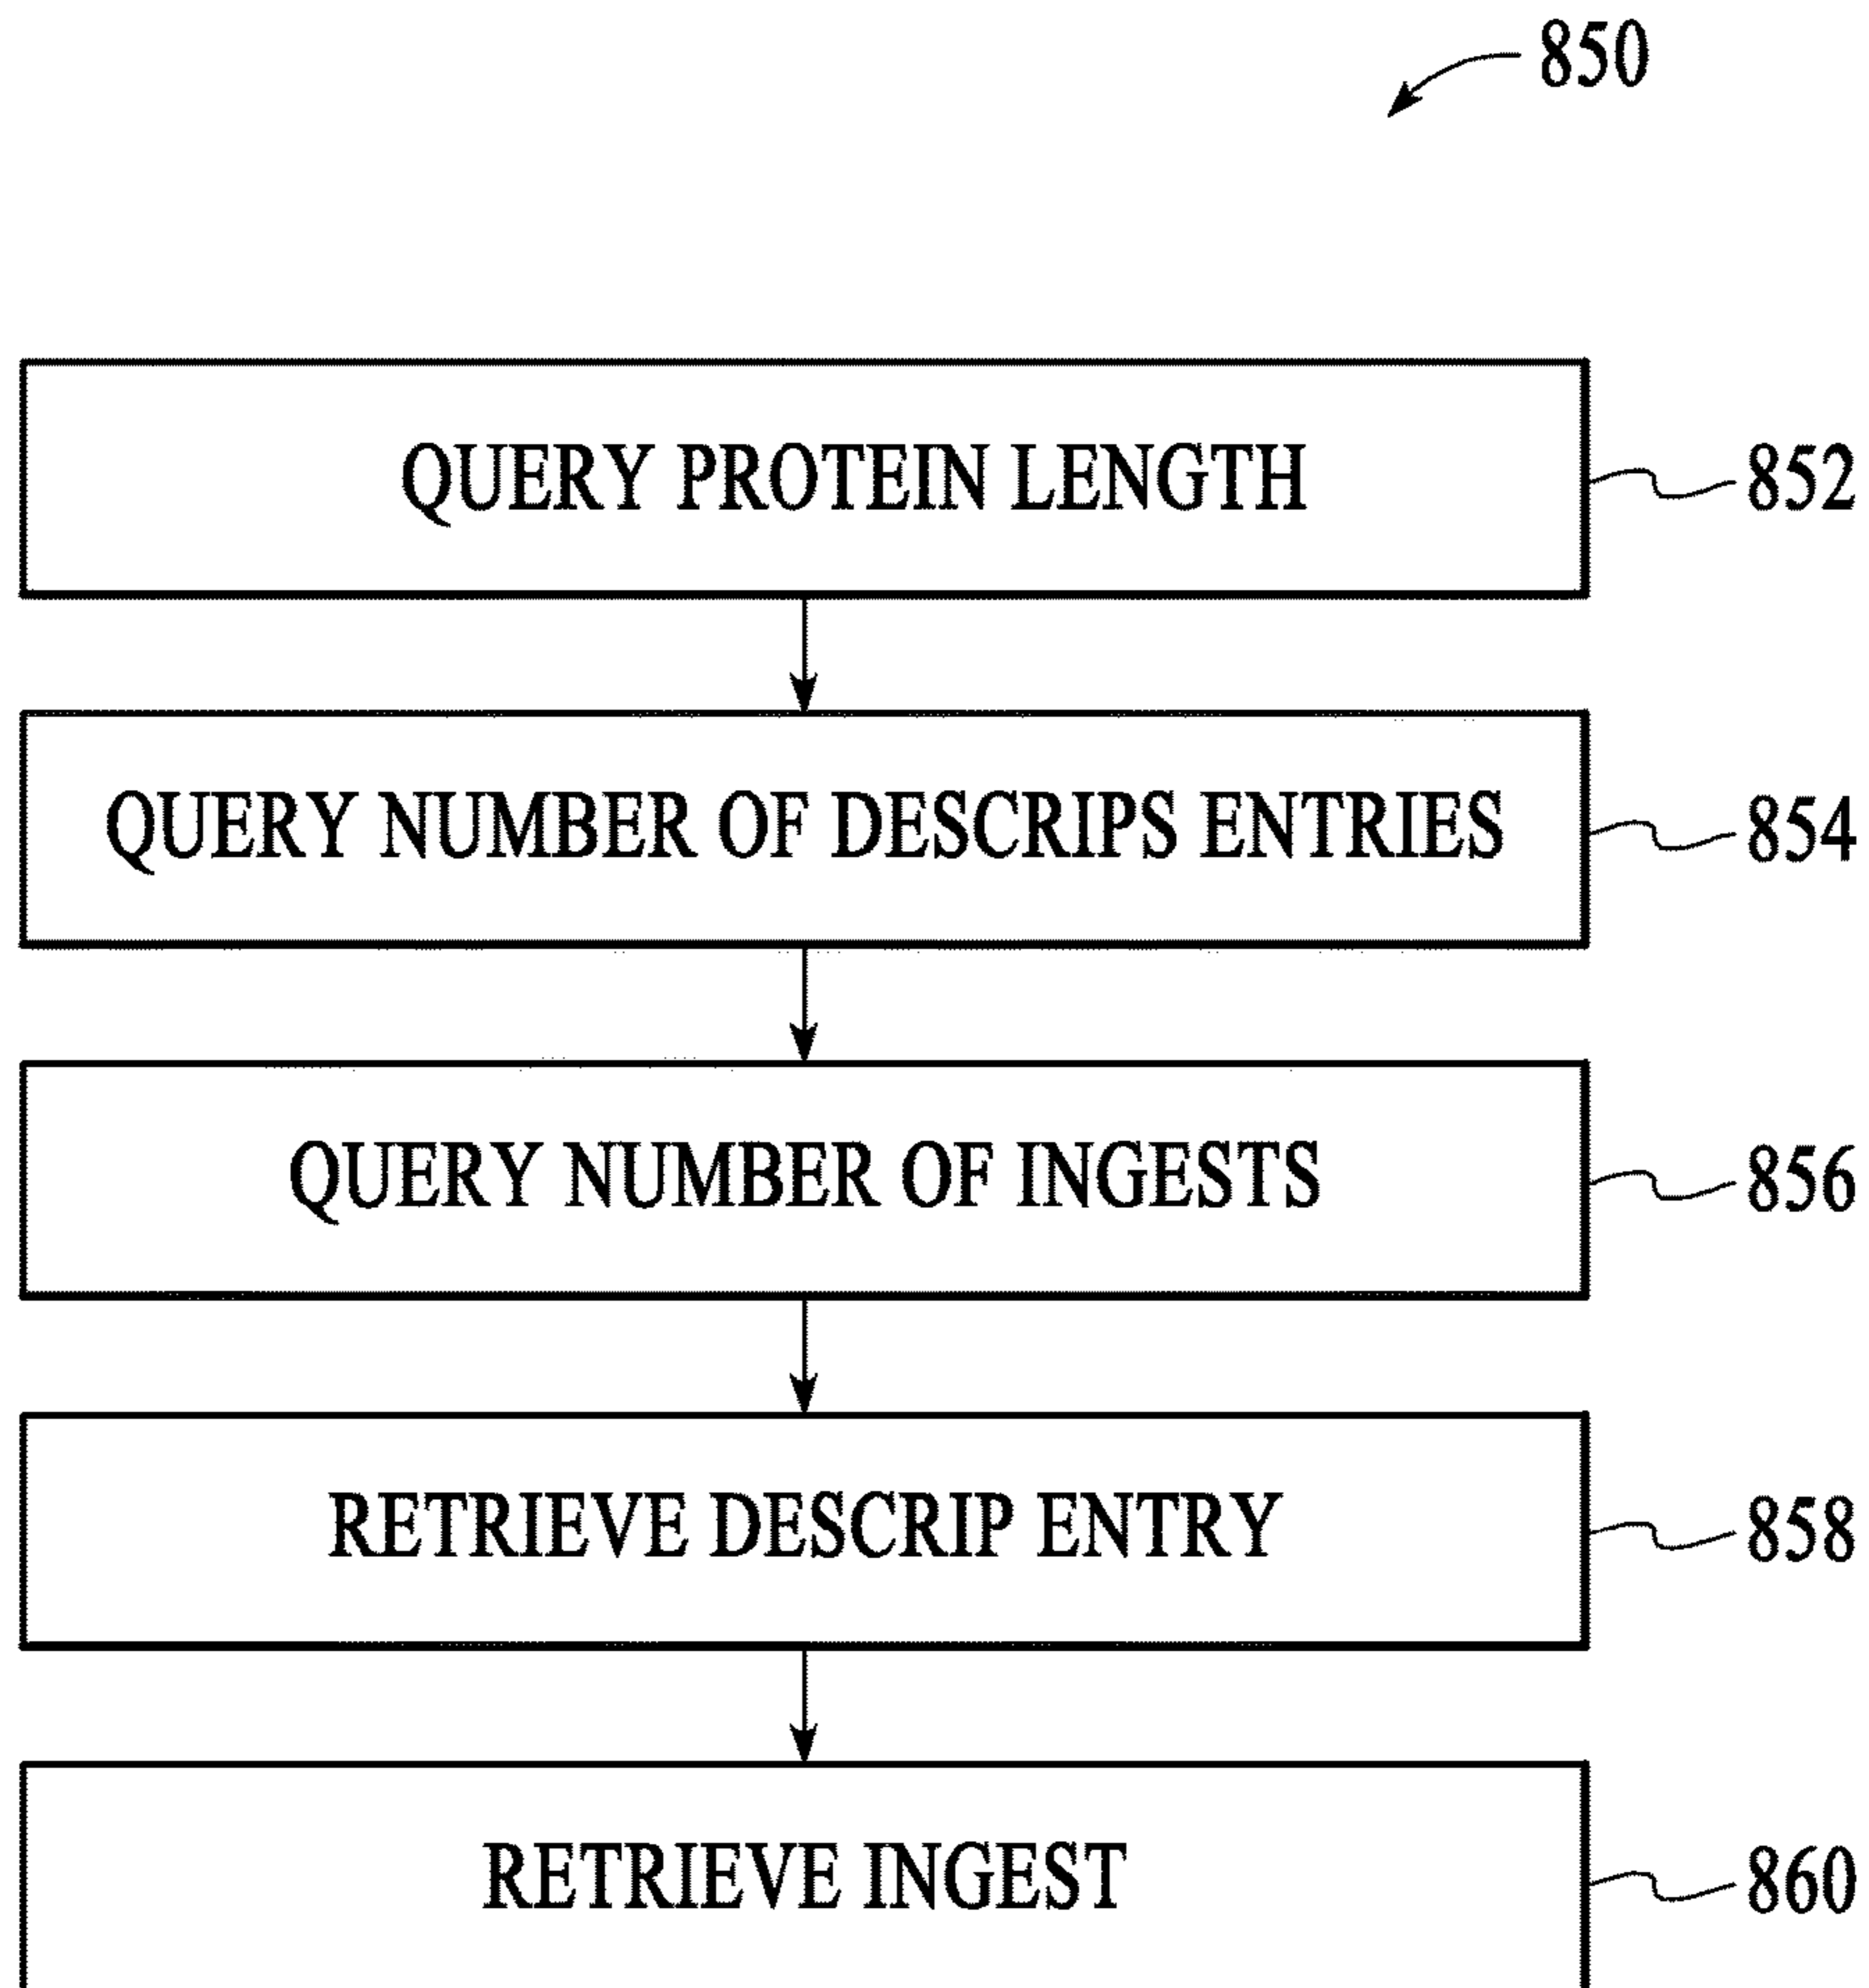 850
QUERY PROTEIN LENGTH
852
QUERY NUMBER OF DESCRIPS ENTRIES
854
QUERY NUMBER OF INGESTS
856
RETRIEVE DESCRIP ENTRY
858
RETRIEVE INGEST
860